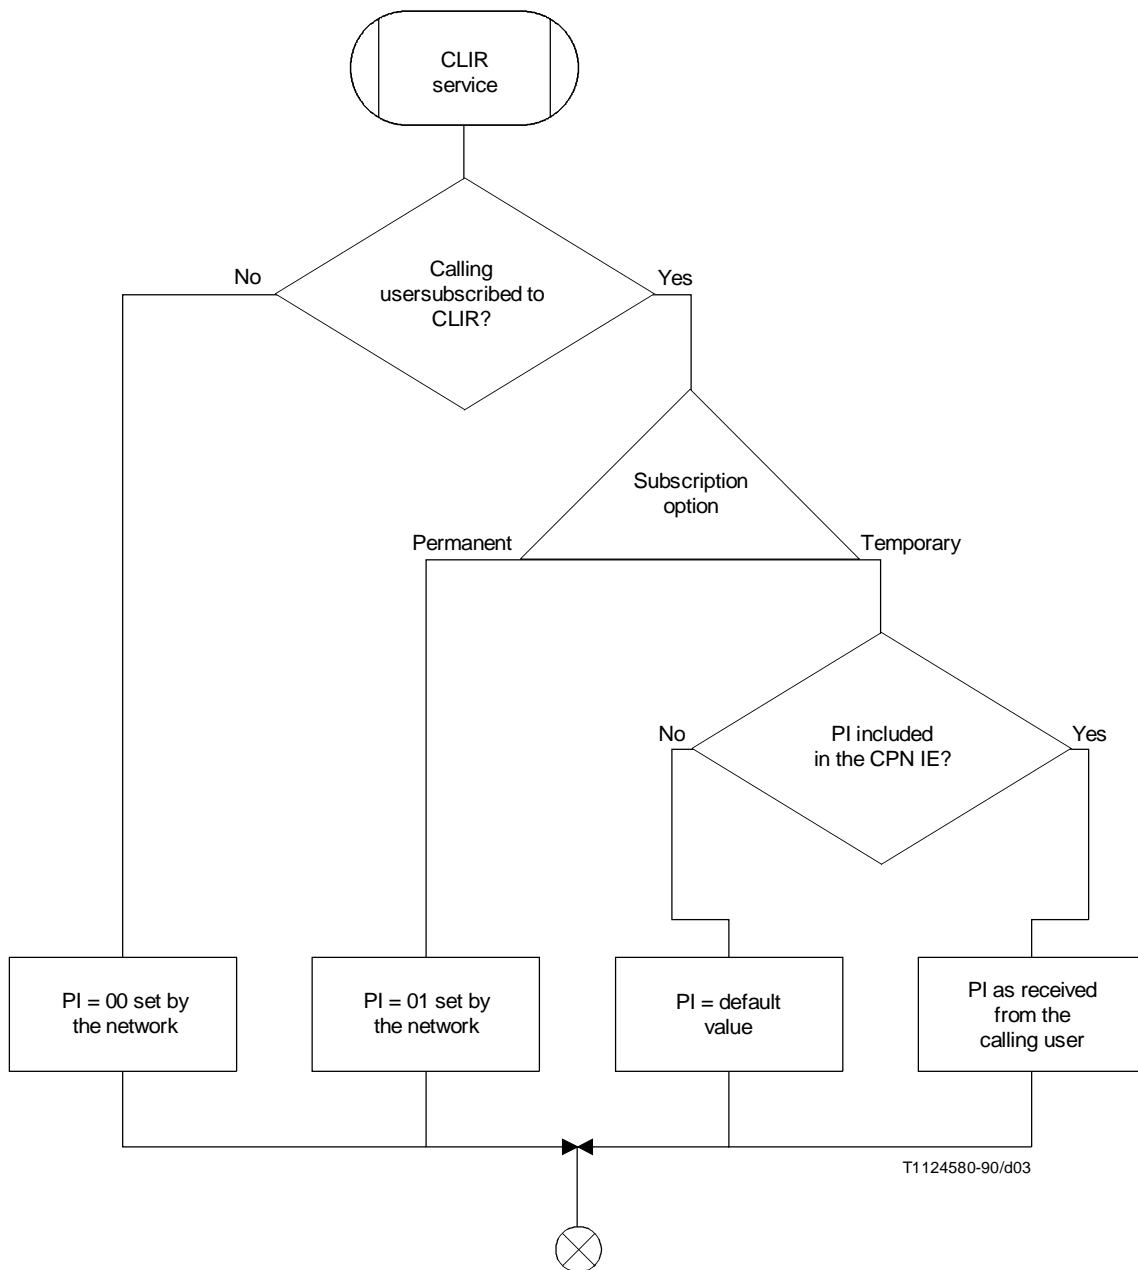 CLIR
service
No
Yes
Calling
usersubscribed to
CLIR?
Subscription
option
Permanent
Temporary
No
Yes
PI included
in the CPN IE?
PI = 00 set by
the network
PI = 01 set by
the network
PI = default
value
PI as received
from the
calling user
T1124580-90/d03